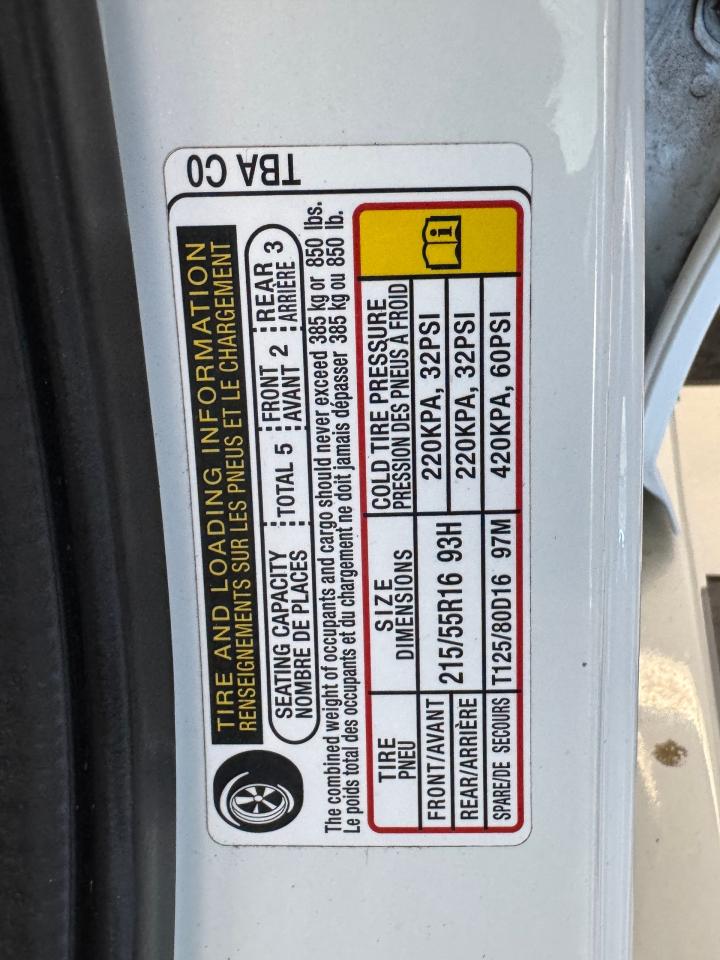 TBA C0
TIRE AND LOADING INFORMATION
RENSEIGNEMENTS SUR LES PNEUS ET LE CHARGEMENT
SEATING CAPACITY
NOMBRE DE PLACES
TOTAL 5
FRONT
AVANT 2
REAR
ARRIÈRE 3
The combined weight of occupants and cargo should never exceed 385 kg or 850 lbs.
Le poids total des occupants et du chargement ne doit jamais dépasser 385 kg ou 850 lb.
TIRE
PNEU
SIZE
DIMENSIONS
COLD TIRE PRESSURE
PRESSION DES PNEUS À FROID
FRONT/AVANT
REAR/ARRIÈRE
215/55R16 93H
220KPA, 32PSI
220KPA, 32PSI
SPARE/DE SECOURS T125/80D16 97M 420KPA, 60PSI